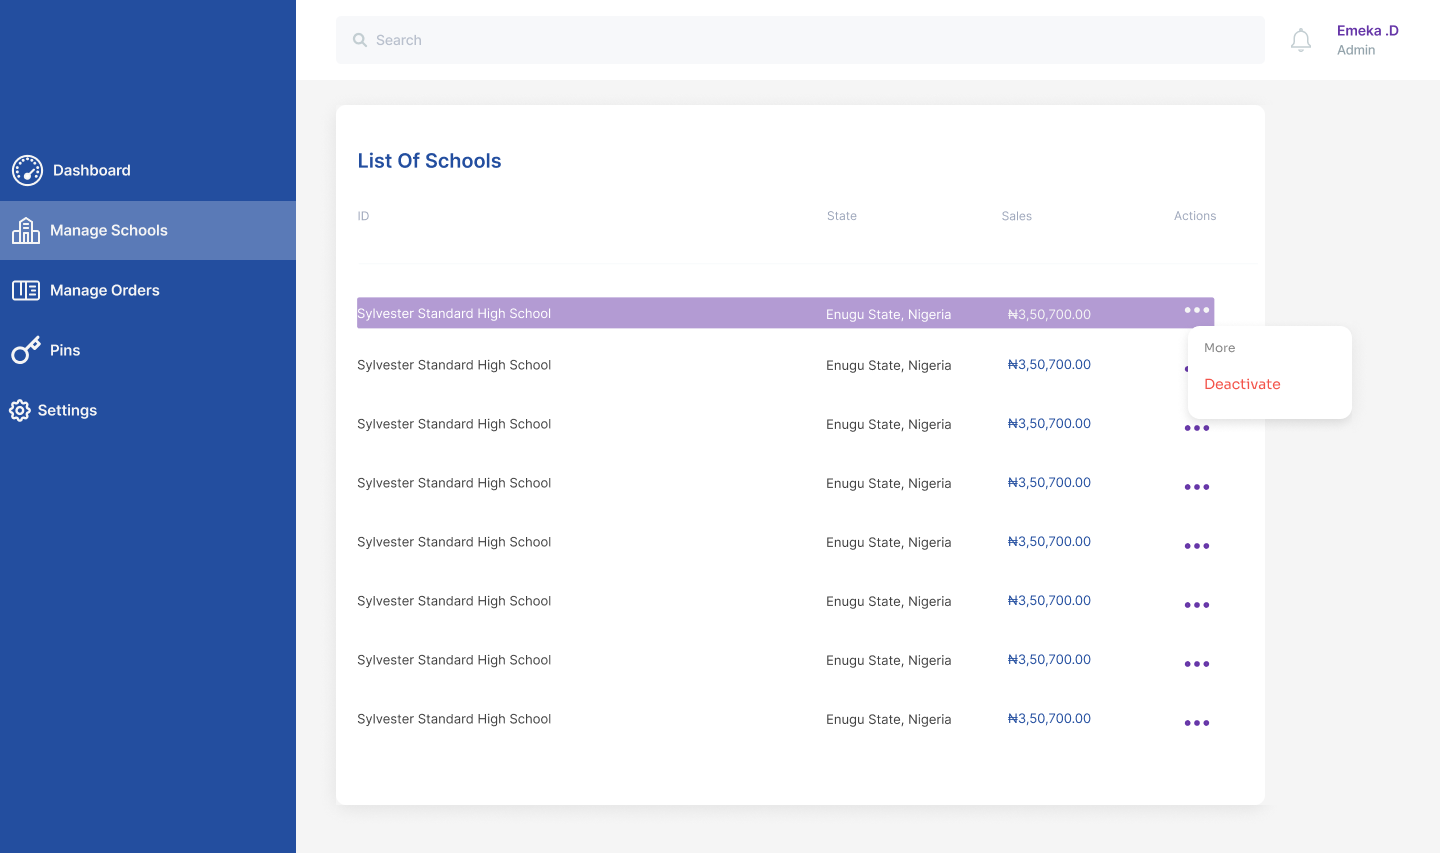 Search
Emeka .D
Admin
Dashboard
Manage Schools
Manage Orders
Pins
Settings
List Of Schools
ID State Sales Actions
Sylvester Standard High School Enugu State, Nigeria ₦3,50,700.00
More
Deactivate
Sylvester Standard High School Enugu State, Nigeria ₦3,50,700.00
Sylvester Standard High School Enugu State, Nigeria ₦3,50,700.00
Sylvester Standard High School Enugu State, Nigeria ₦3,50,700.00
Sylvester Standard High School Enugu State, Nigeria ₦3,50,700.00
Sylvester Standard High School Enugu State, Nigeria ₦3,50,700.00
Sylvester Standard High School Enugu State, Nigeria ₦3,50,700.00
Sylvester Standard High School Enugu State, Nigeria ₦3,50,700.00